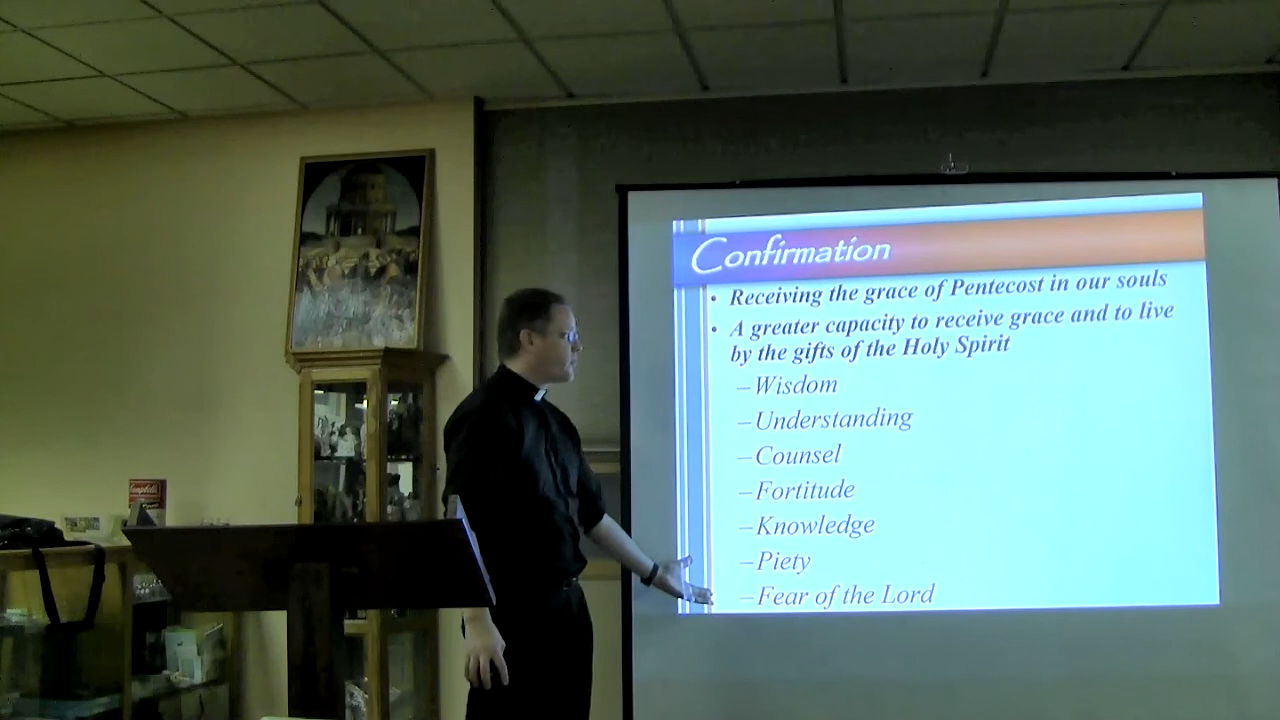 Confirmation
• Receiving the grace of Pentecost in our souls
• A greater capacity to receive grace and to live
by the gifts of the Holy Spirit
– Wisdom
– Understanding
– Counsel
– Fortitude
– Knowledge
– Piety
– Fear of the Lord
Campbell's